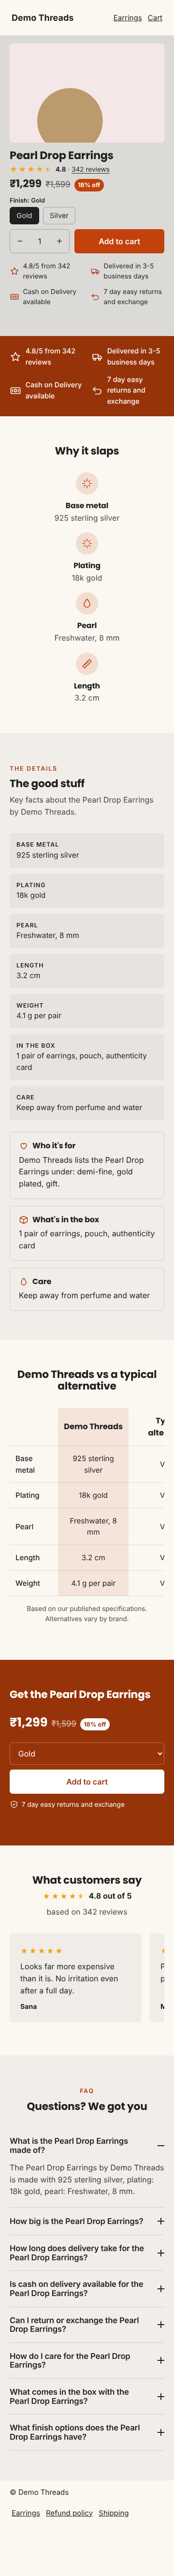 Demo Threads
Earrings Cart
Pearl Drop Earrings
4.8 · 342 reviews
₹1,299 ₹1,599 18% off
Finish: Gold
Gold Silver
− 1 +
Add to cart
4.8/5 from 342 reviews
Delivered in 3-5 business days
Cash on Delivery available
7 day easy returns and exchange
4.8/5 from 342 reviews
Delivered in 3-5 business days
Cash on Delivery available
7 day easy returns and exchange
Why it slaps
Base metal
925 sterling silver
Plating
18k gold
Pearl
Freshwater, 8 mm
Length
3.2 cm
THE DETAILS
The good stuff
Key facts about the Pearl Drop Earrings
by Demo Threads.
BASE METAL
925 sterling silver
PLATING
18k gold
PEARL
Freshwater, 8 mm
LENGTH
3.2 cm
WEIGHT
4.1 g per pair
IN THE BOX
1 pair of earrings, pouch, authenticity
card
CARE
Keep away from perfume and water
Who it's for
Demo Threads lists the Pearl Drop
Earrings under: demi-fine, gold
plated, gift.
What's in the box
1 pair of earrings, pouch, authenticity
card
Care
Keep away from perfume and water
Demo Threads vs a typical
alternative
Demo Threads
Ty
alte
Base metal
925 sterling silver
V
Plating
18k gold
V
Pearl
Freshwater, 8 mm
V
Length
3.2 cm
V
Weight
4.1 g per pair
V
Based on our published specifications.
Alternatives vary by brand.
Get the Pearl Drop Earrings
₹1,299 ₹1,599 18% off
Gold
Add to cart
7 day easy returns and exchange
What customers say
4.8 out of 5
based on 342 reviews
Looks far more expensive
than it is. No irritation even
after a full day.
Sana
P
p
M
FAQ
Questions? We got you
What is the Pearl Drop Earrings
made of?
The Pearl Drop Earrings by Demo Threads
is made with 925 sterling silver, plating:
18k gold, pearl: Freshwater, 8 mm.
How big is the Pearl Drop Earrings?
How long does delivery take for the
Pearl Drop Earrings?
Is cash on delivery available for the
Pearl Drop Earrings?
Can I return or exchange the Pearl
Drop Earrings?
How do I care for the Pearl Drop
Earrings?
What comes in the box with the
Pearl Drop Earrings?
What finish options does the Pearl
Drop Earrings have?
© Demo Threads
Earrings Refund policy Shipping